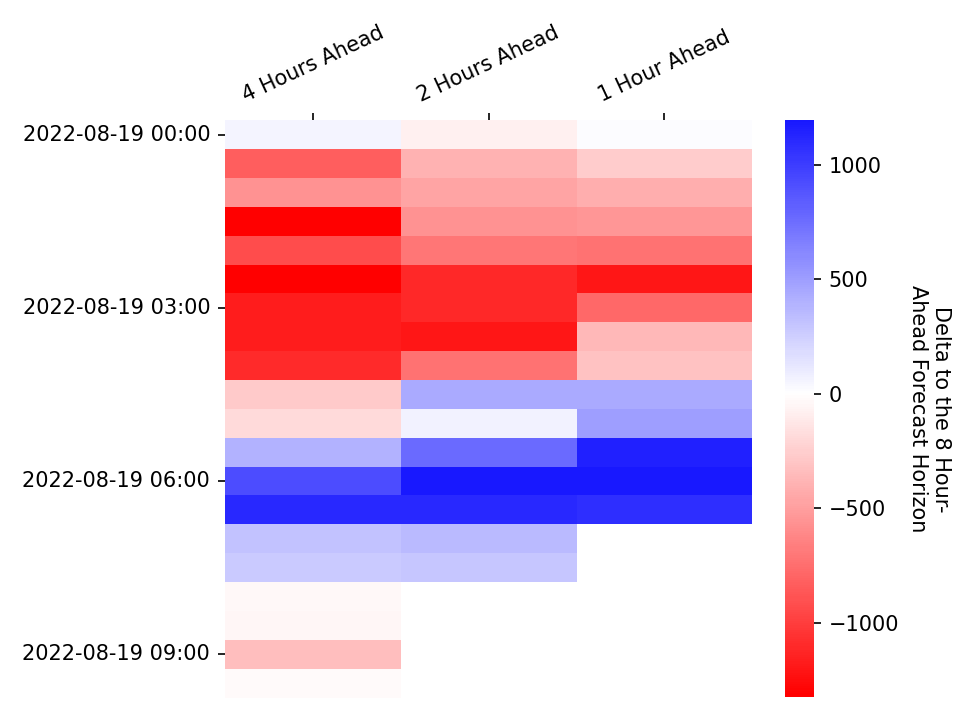 4 Hours Ahead
2 Hours Ahead
1 Hour Ahead
2022-08-19 00:00
2022-08-19 03:00
2022-08-19 06:00
2022-08-19 09:00
1000
500
0
−500
−1000
Delta to the 8 Hour-
Ahead Forecast Horizon